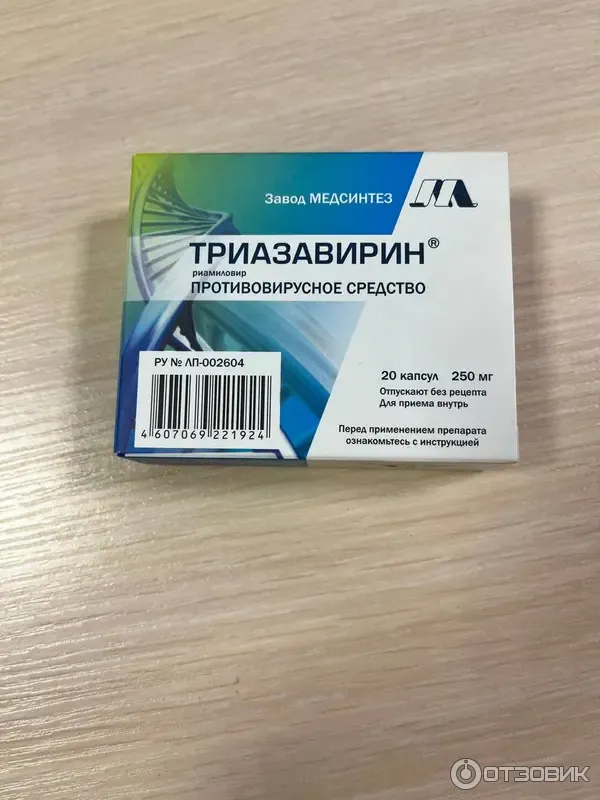 Завод МЕДСИНТЕЗ
ТРИАЗАВИРИН®
риамиловир
ПРОТИВОВИРУСНОЕ СРЕДСТВО
РУ № ЛП-002604
4 607069 221924
20 капсул 250 мг
Отпускают без рецепта
Для приема внутрь
Перед применением препарата
ознакомьтесь с инструкцией
ОТЗОВИК